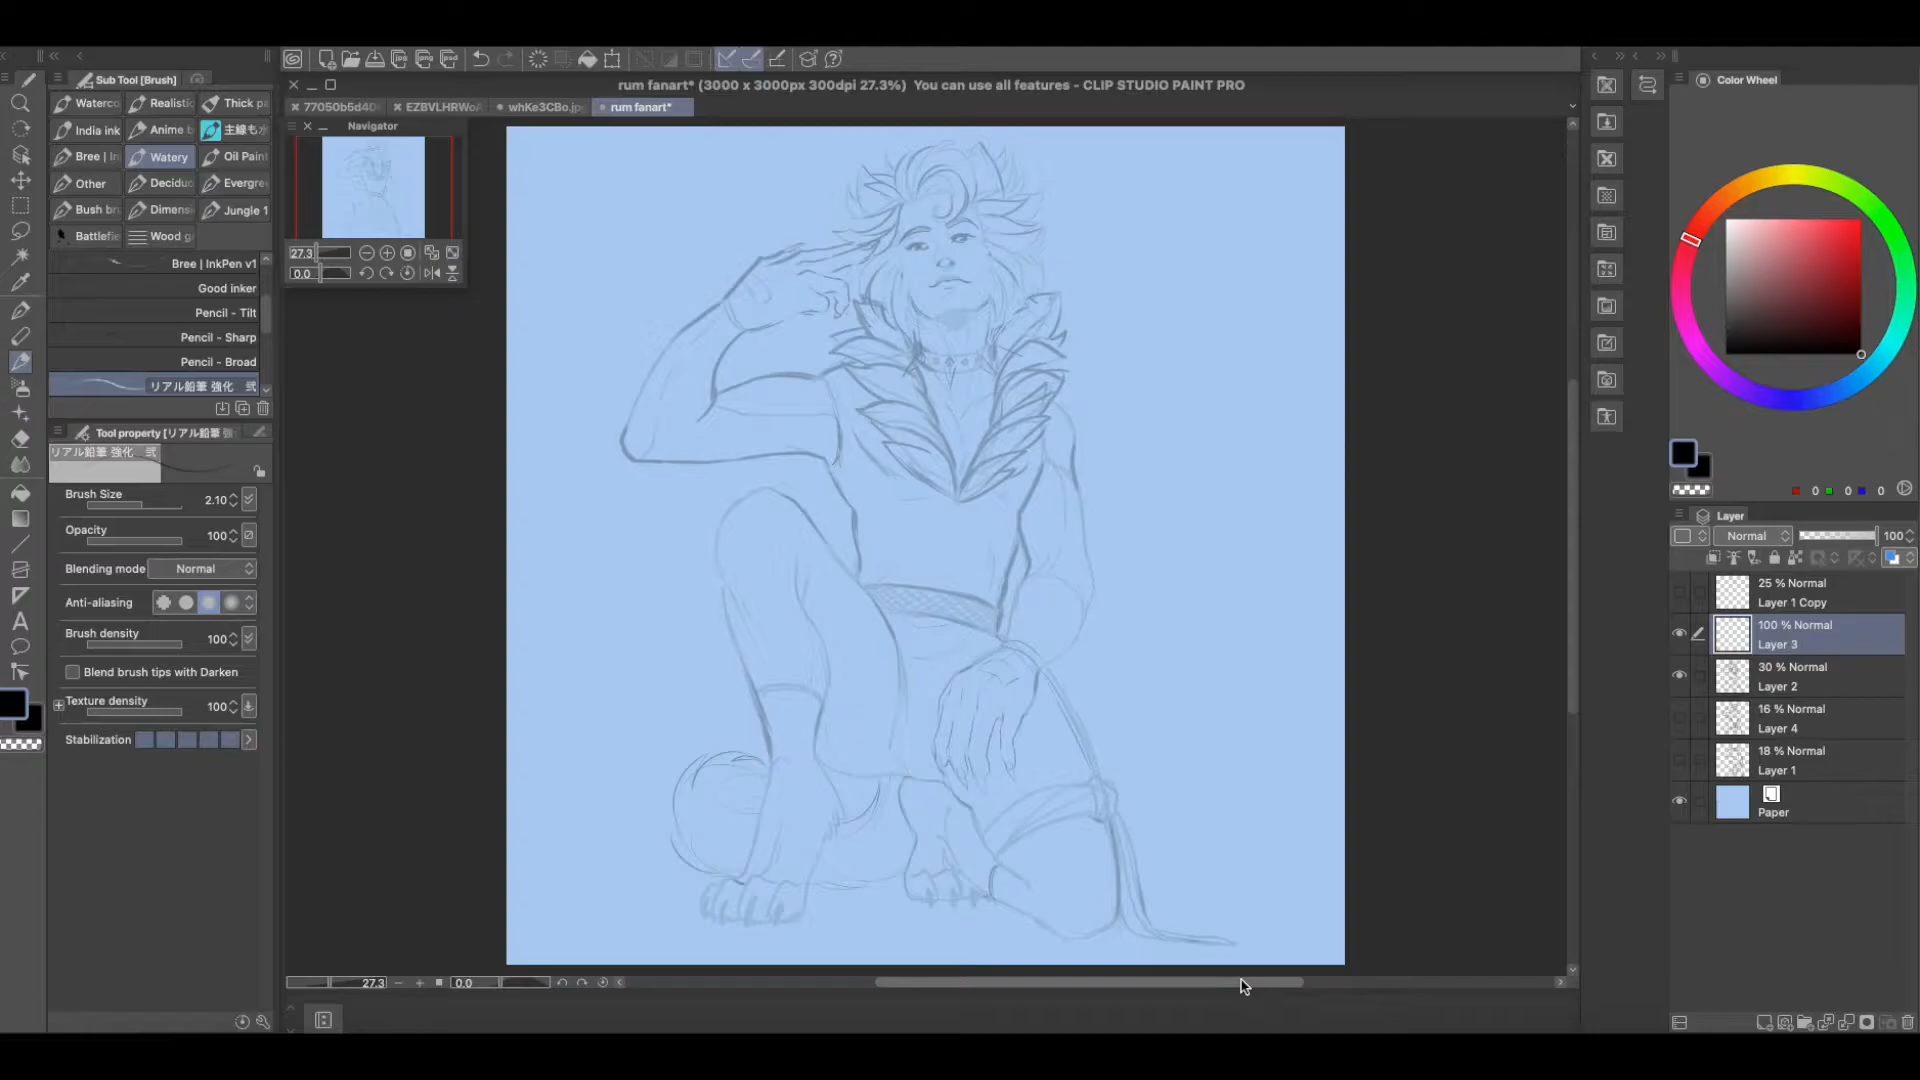 Sub Tool [Brush]
Waterco
Realistic
Thick pa
India ink
Anime b
主線も水
Bree | In
Watery
Oil Paint
Other
Deciduo
Evergre
Bush bru
Dimensi
Jungle 1
Battlefie
Wood g
Bree | InkPen v1
Good inker
Pencil - Tilt
Pencil - Sharp
Pencil - Broad
リアル鉛筆 強化 弐
Tool property [リアル鉛筆 強
リアル鉛筆 強化 弐
Brush Size 2.10
Opacity 100
Blending mode Normal
Anti-aliasing
Brush density 100
Blend brush tips with Darken
Texture density 100
Stabilization
rum fanart* (3000 x 3000px 300dpi 27.3%) You can use all features - CLIP STUDIO PAINT PRO
77050b5d40
EZBVLHRWoA
whKe3CBo.jp
rum fanart*
Navigator
27.3
0.0
27.3
0.0
Color Wheel
0 0 0
Layer
Normal 100
25 % Normal
Layer 1 Copy
100 % Normal
Layer 3
30 % Normal
Layer 2
16 % Normal
Layer 4
18 % Normal
Layer 1
Paper